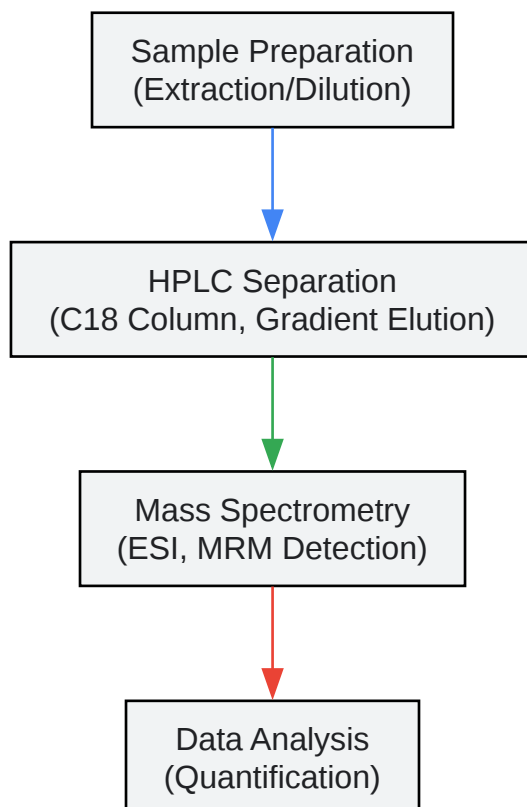 Sample Preparation
(Extraction/Dilution)
HPLC Separation
(C18 Column, Gradient Elution)
Mass Spectrometry
(ESI, MRM Detection)
Data Analysis
(Quantification)